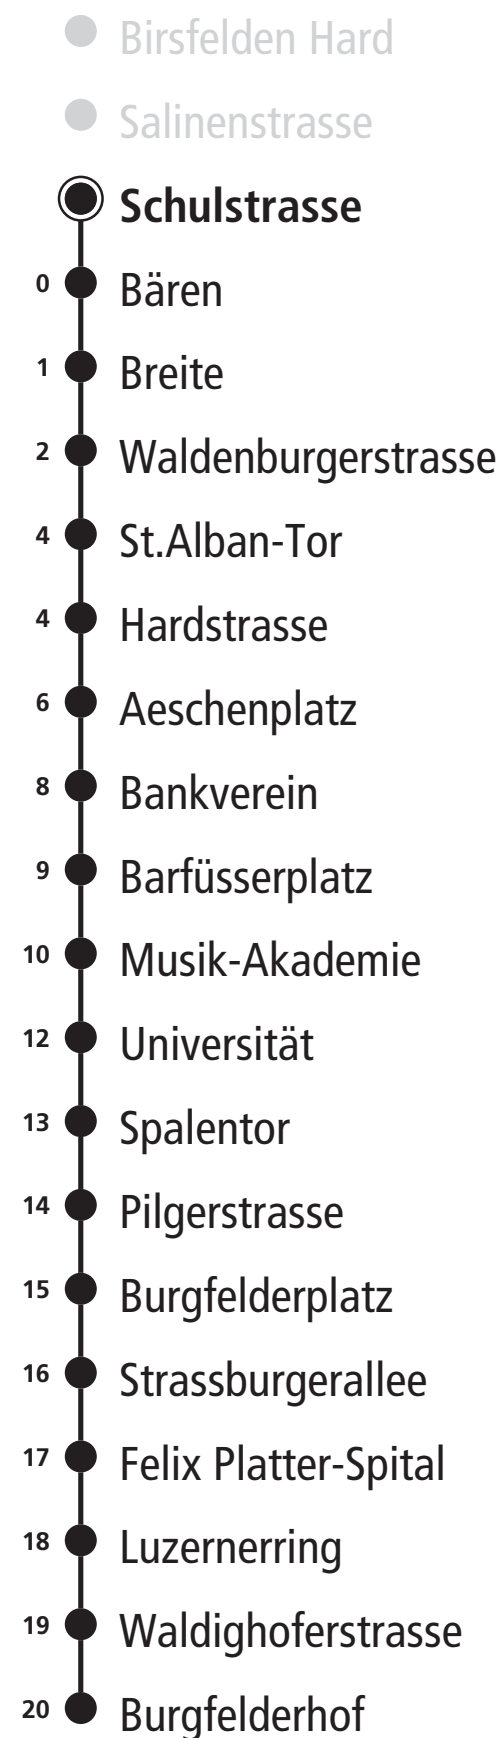 Birsfelden Hard
Salinenstrasse
Schulstrasse
0 Bären
1 Breite
2 Waldenburgerstrasse
4 St.Alban-Tor
4 Hardstrasse
6 Aeschenplatz
8 Bankverein
9 Barfüsserplatz
10 Musik-Akademie
12 Universität
13 Spalentor
14 Pilgerstrasse
15 Burgfelderplatz
16 Strassburgerallee
17 Felix Platter-Spital
18 Luzernerring
19 Waldighoferstrasse
20 Burgfelderhof